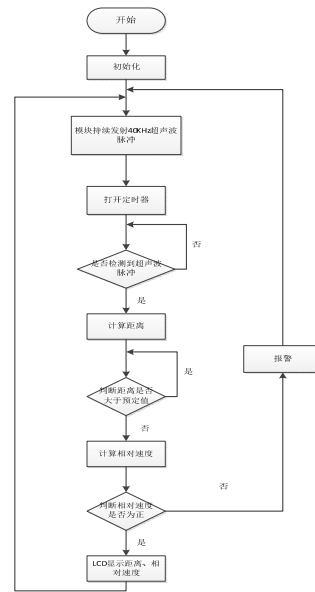 开始
初始化
模块持续发射40KHz超声波
脉冲
打开定时器
是否检测到超声波
脉冲
否
是
计算距离
判断距离是否
大于预定值
是
否
计算相对速度
判断相对速度
是否为正
否
报警
是
LCD显示距离、相
对速度